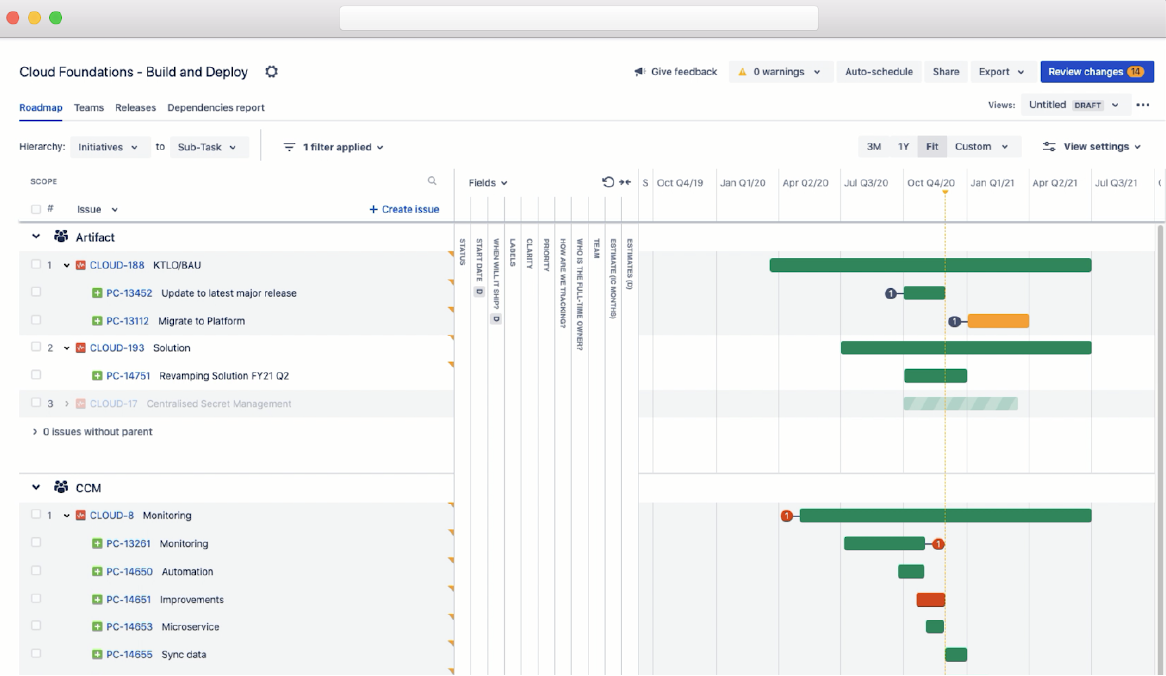 Cloud Foundations - Build and Deploy
Give feedback
0 warnings
Auto-schedule
Share
Export
Review changes 14
Roadmap Teams Releases Dependencies report
Views: Untitled DRAFT
Hierarchy: Initiatives to Sub-Task
1 filter applied
3M 1Y Fit Custom
View settings
SCOPE
Fields
S Oct Q4/19 Jan Q1/20 Apr Q2/20 Jul Q3/20 Oct Q4/20 Jan Q1/21 Apr Q2/21 Jul Q3/21
# Issue
+ Create issue
STATUS
START DATE D
WHEN WILL IT SHIP? D
LABELS
CLARITY
PRIORITY
HOW ARE WE TRACKING?
WHO IS THE FULL-TIME OWNER?
TEAM
ESTIMATE (IC MONTHS)
ESTIMATES (D)
Artifact
1 CLOUD-188 KTLO/BAU
PC-13452 Update to latest major release
1
PC-13112 Migrate to Platform
1
2 CLOUD-193 Solution
PC-14751 Revamping Solution FY21 Q2
3 CLOUD-17 Centralised Secret Management
0 issues without parent
CCM
1 CLOUD-8 Monitoring
1
PC-13261 Monitoring
1
PC-14650 Automation
PC-14651 Improvements
PC-14653 Microservice
PC-14655 Sync data